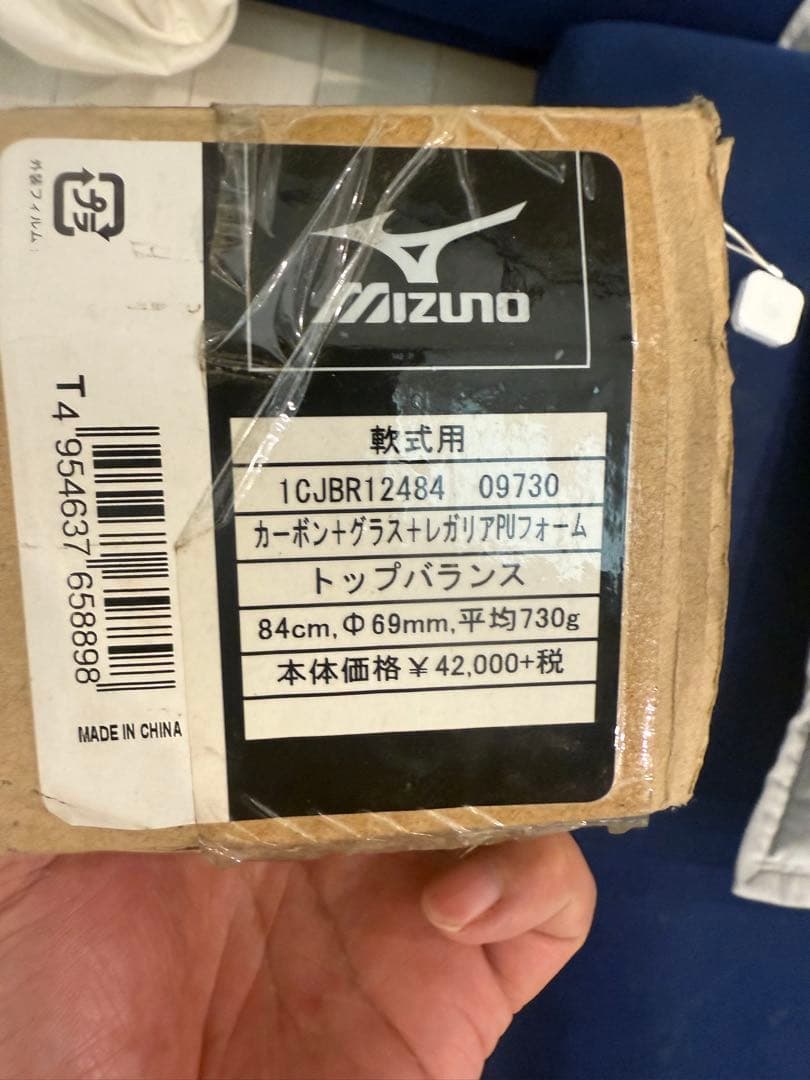 外装フィルム:
プラ
MIZUNO
軟式用
1CJBR12484 09730
カーボン+グラス+レガリアPUフォーム
トップバランス
84cm,Φ69mm,平均730g
本体価格¥42,000+税
T4 954637 658898
MADE IN CHINA